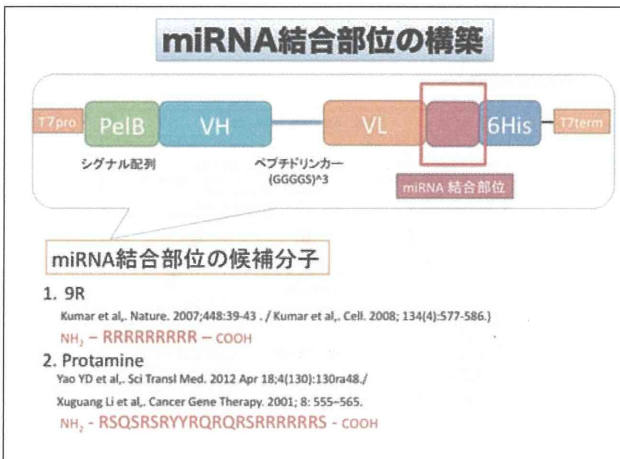 miRNA結合部位の構築
T7pro PelB VH VL 6His T7term
シグナル配列 ペプチドリンカー
(GGGGS)^3
miRNA 結合部位
miRNA結合部位の候補分子
1. 9R
Kumar et al,. Nature. 2007;448:39-43 . / Kumar et al,. Cell. 2008; 134(4):577-586.}
NH₂ – RRRRRRRRR – COOH
2. Protamine
Yao YD et al,. Sci Transl Med. 2012 Apr 18;4(130):130ra48./
Xuguang Li et al,. Cancer Gene Therapy. 2001; 8: 555–565.
NH₂ - RSQSRSRYYRQRQRSRRRRRRS - COOH